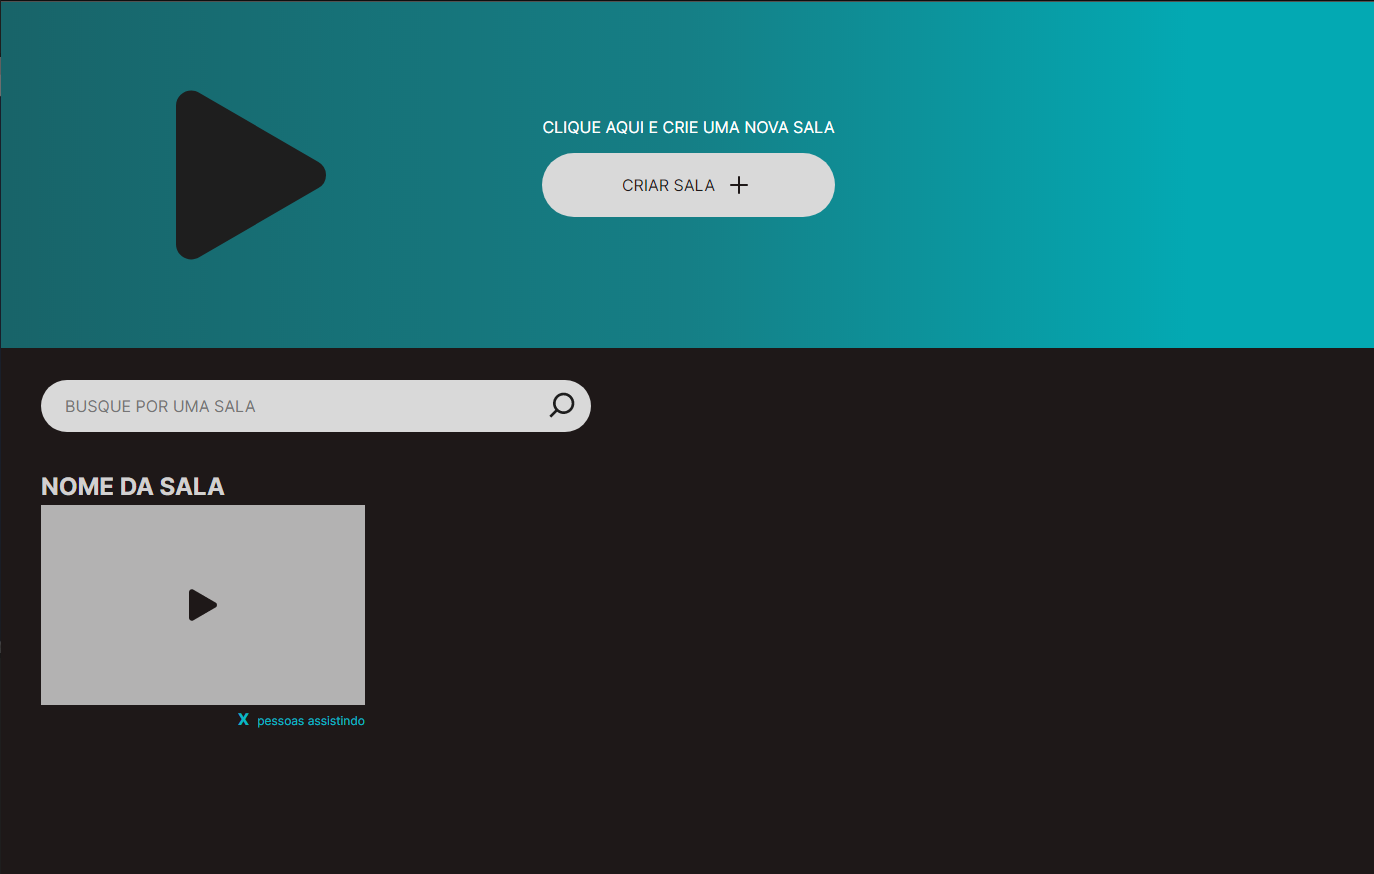 CLIQUE AQUI E CRIE UMA NOVA SALA
CRIAR SALA +
BUSQUE POR UMA SALA
NOME DA SALA
X pessoas assistindo